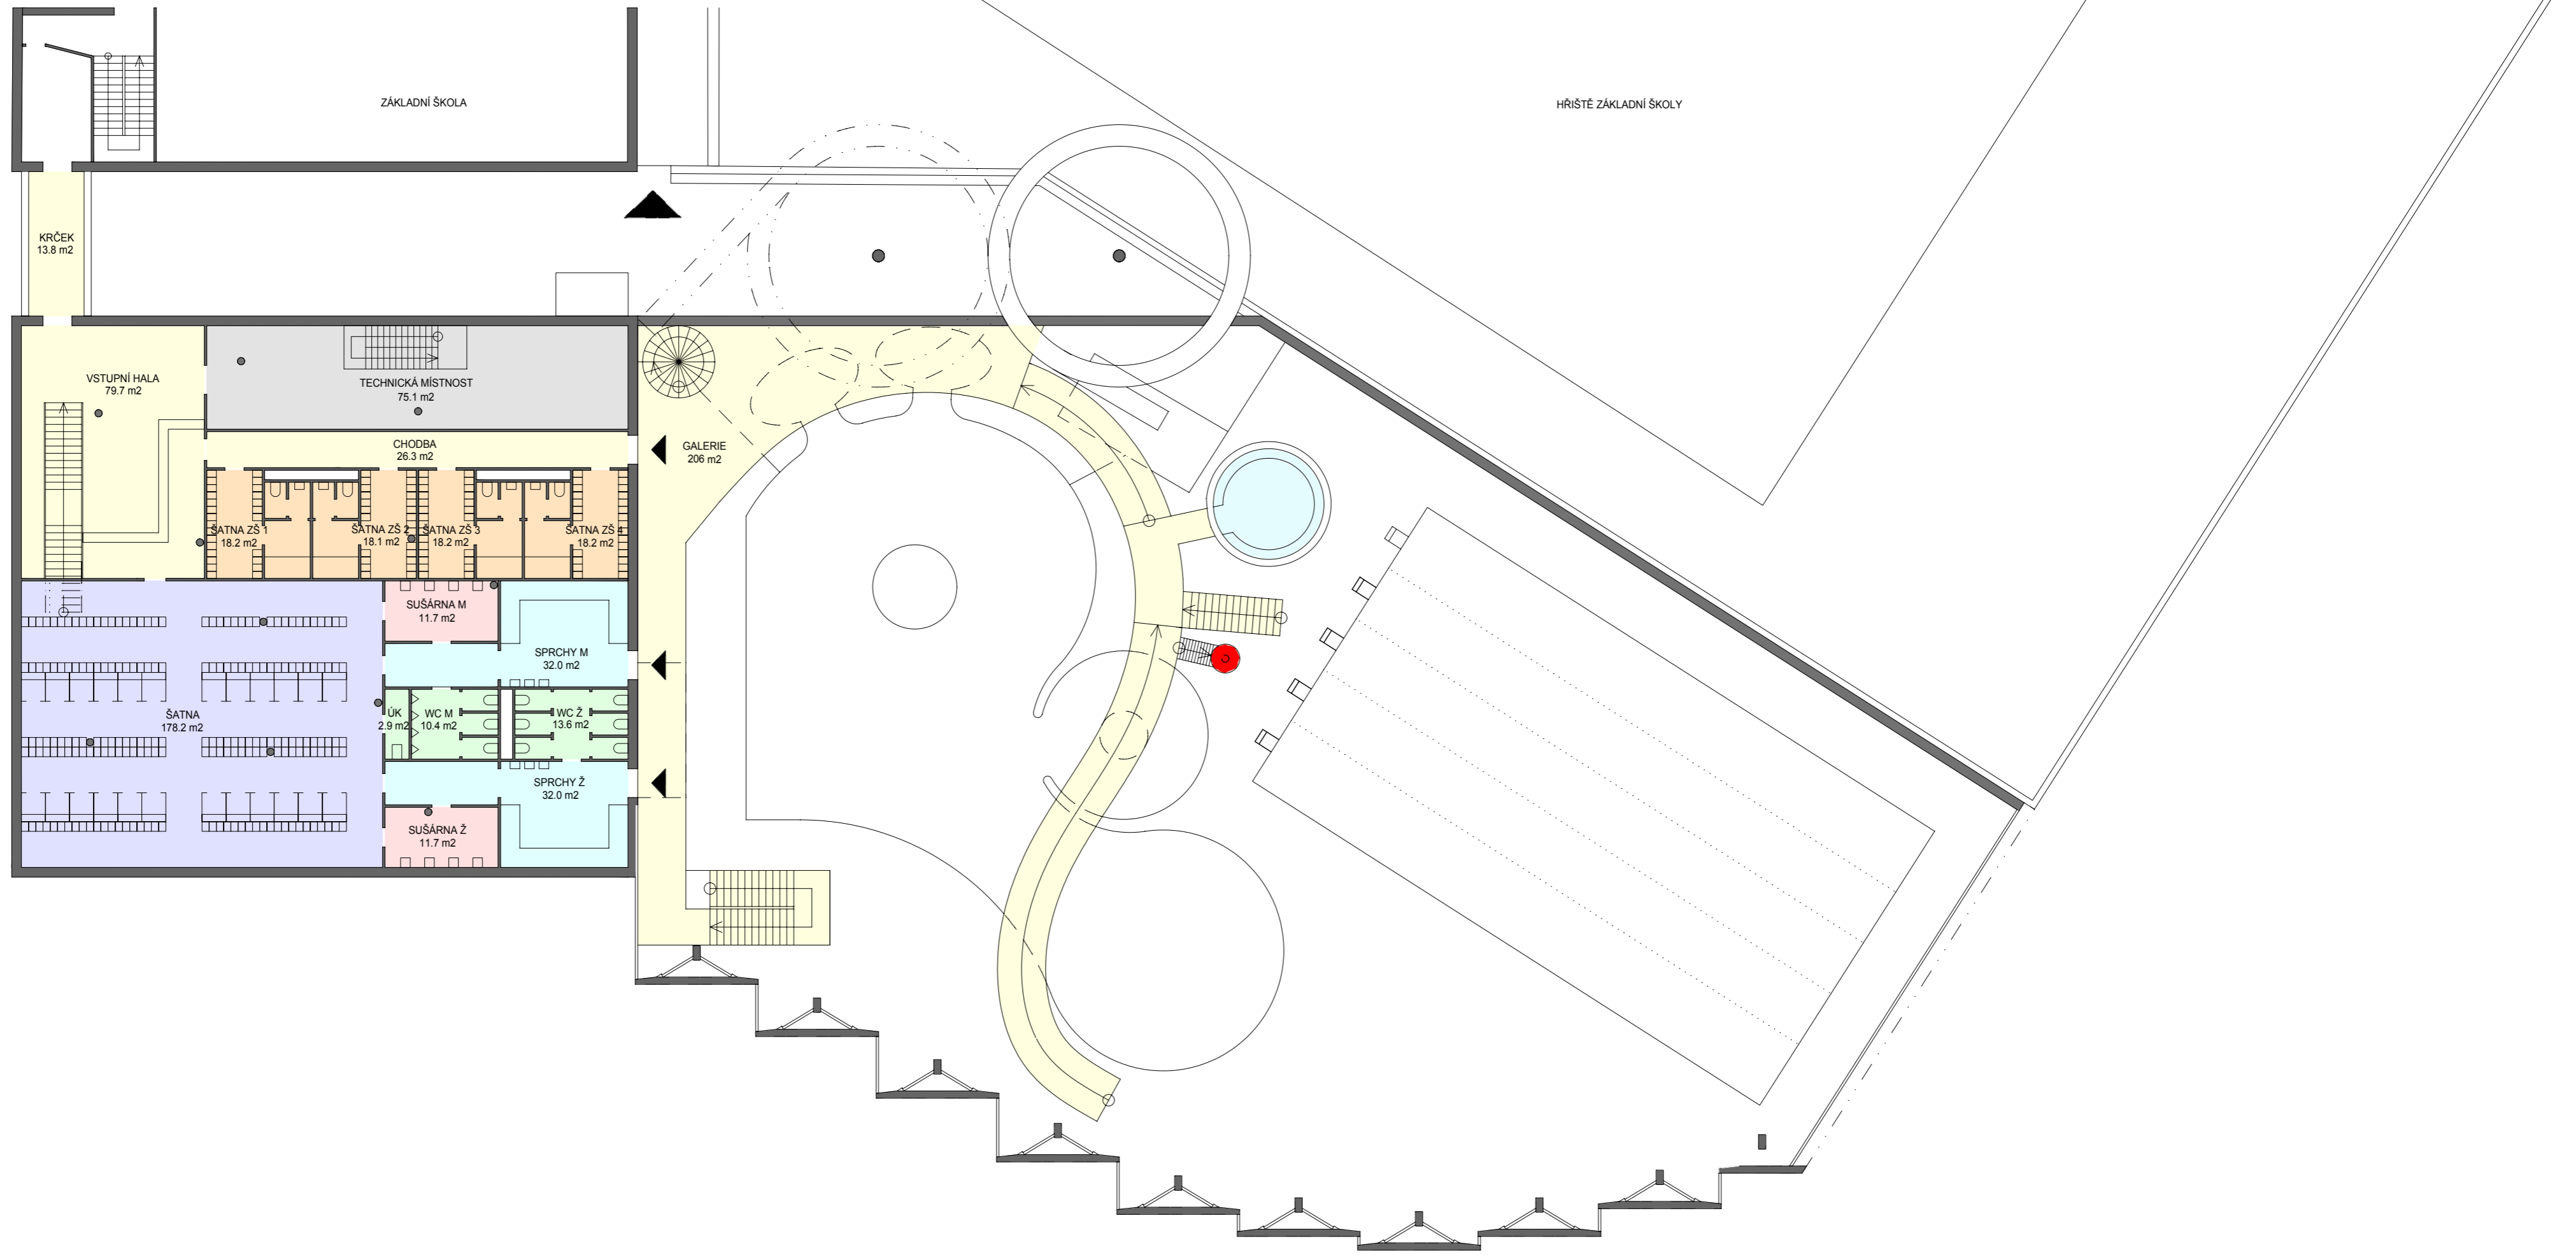 ZÁKLADNÍ ŠKOLA
HŘIŠTĚ ZÁKLADNÍ ŠKOLY
KRČEK
13.8 m2
VSTUPNÍ HALA
79.7 m2
TECHNICKÁ MÍSTNOST
75.1 m2
CHODBA
26.3 m2
GALERIE
206 m2
ŠATNA ZŠ 1
18.2 m2
ŠATNA ZŠ 2
18.1 m2
ŠATNA ZŠ 3
18.2 m2
ŠATNA ZŠ 4
18.2 m2
SUŠÁRNA M
11.7 m2
SPRCHY M
32.0 m2
ŠATNA
178.2 m2
ÚK
2.9 m2
WC M
10.4 m2
WC Ž
13.6 m2
SPRCHY Ž
32.0 m2
SUŠÁRNA Ž
11.7 m2